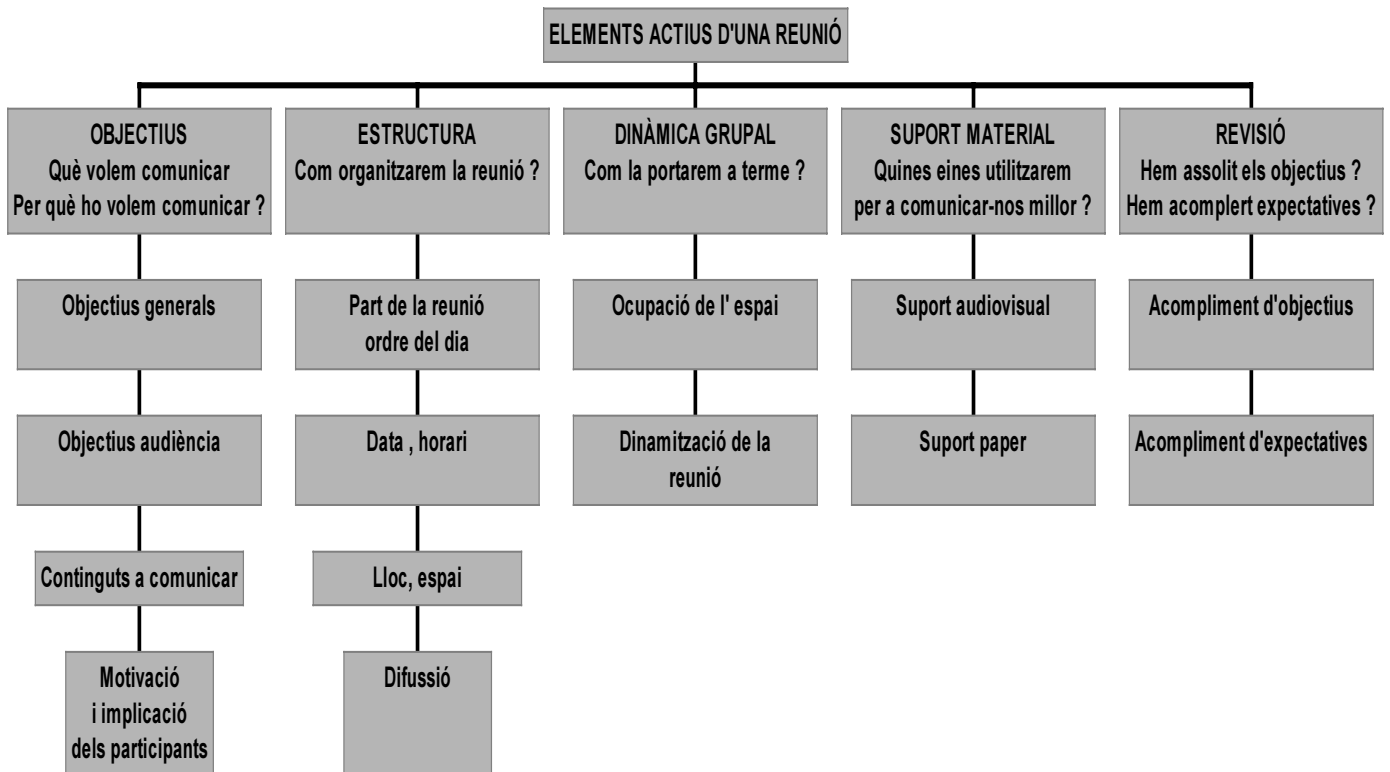 ELEMENTS ACTIUS D'UNA REUNIÓ
OBJECTIUS
Què volem comunicar
Per què ho volem comunicar ?
ESTRUCTURA
Com organitzarem la reunió ?
DINÀMICA GRUPAL
Com la portarem a terme ?
SUPORT MATERIAL
Quines eines utilitzarem
per a comunicar-nos millor ?
REVISIÓ
Hem assolit els objectius ?
Hem acomplert expectatives ?
Objectius generals
Part de la reunió
ordre del dia
Ocupació de l' espai
Suport audiovisual
Acompliment d'objectius
Objectius audiència
Data , horari
Dinamització de la
reunió
Suport paper
Acompliment d'expectatives
Continguts a comunicar
Lloc, espai
Motivació
i implicació
dels participants
Difussió